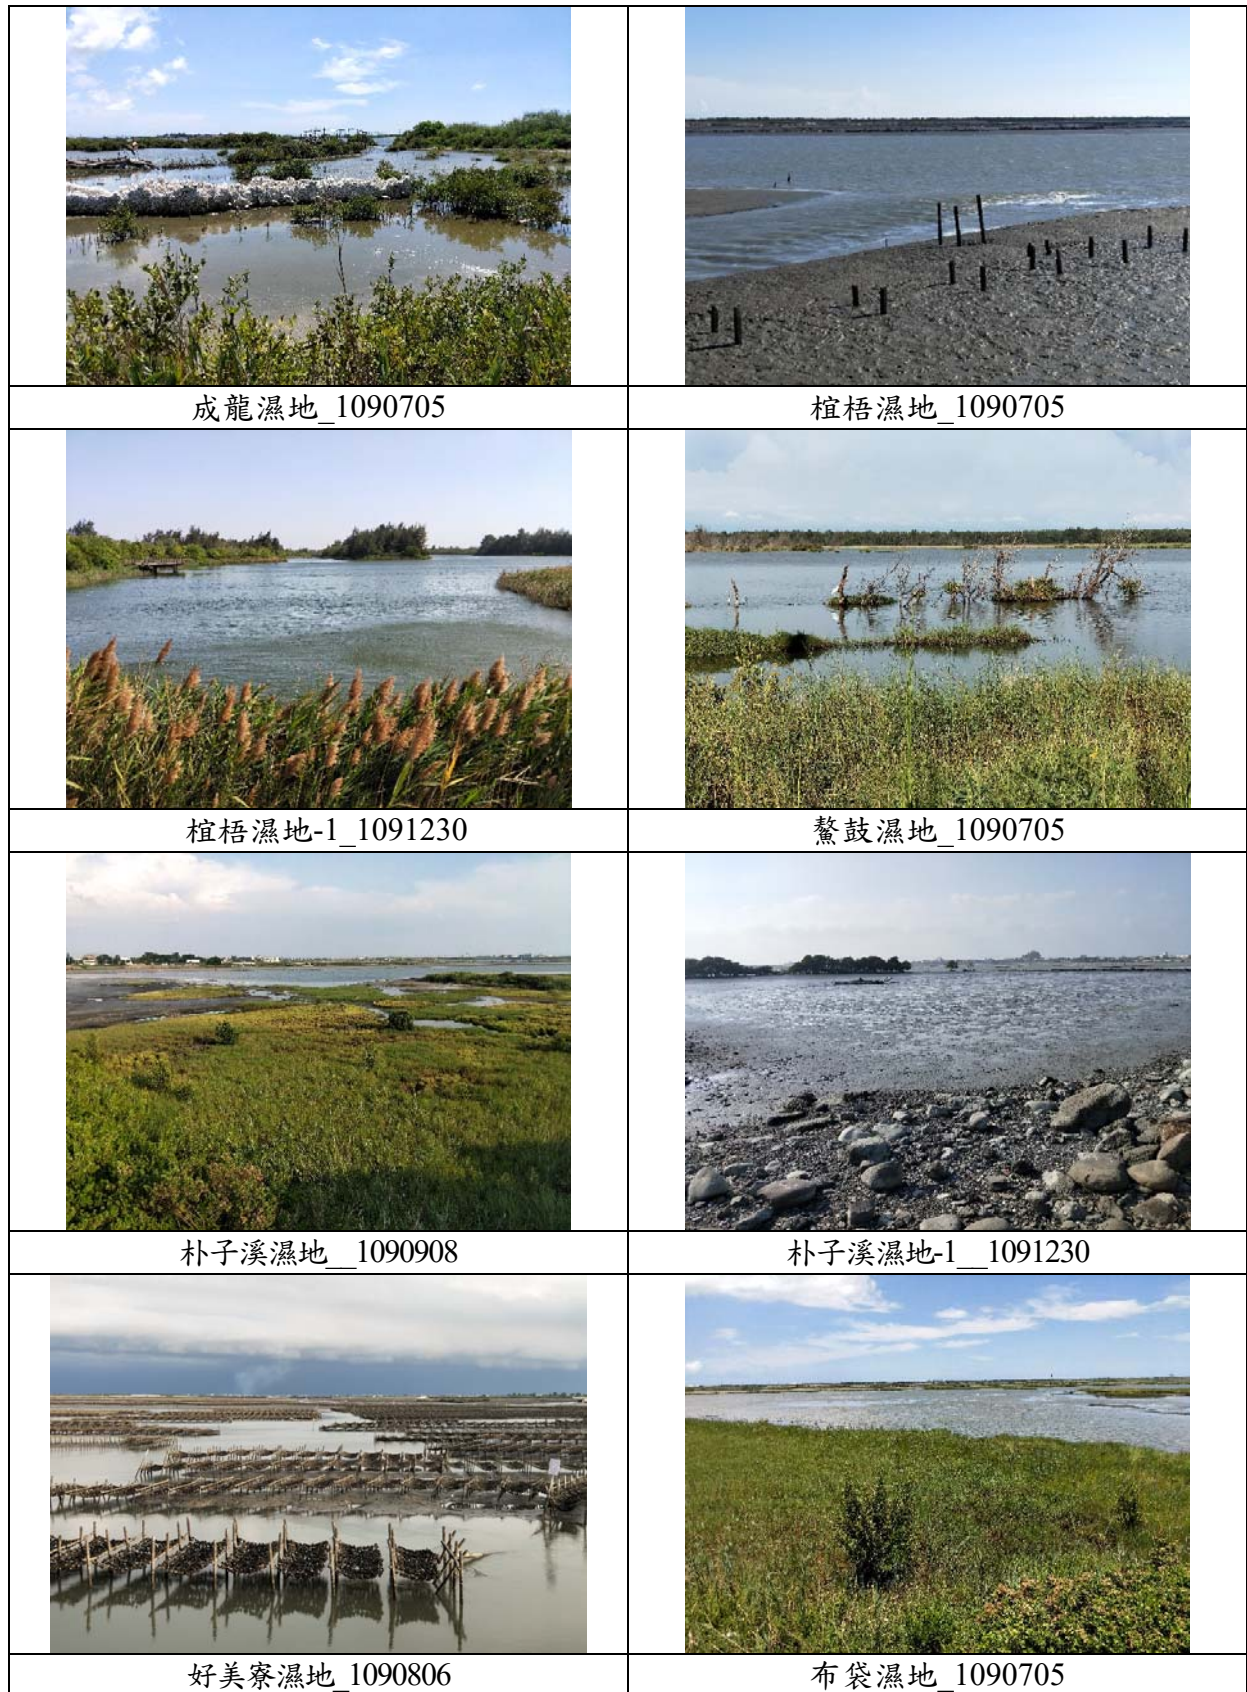 成龍濕地_1090705
椬梧濕地_1090705
椬梧濕地-1_1091230
鰲鼓濕地_1090705
朴子溪濕地__1090908
朴子溪濕地-1__1091230
好美寮濕地_1090806
布袋濕地_1090705